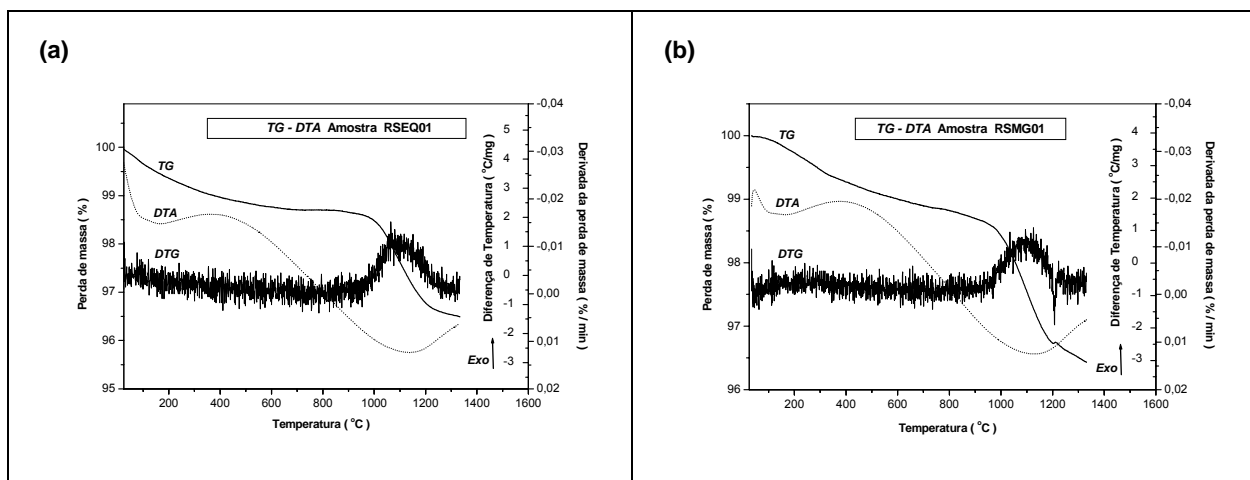 (a)
TG - DTA Amostra RSEQ01
TG
DTA
DTG
Exo
Perda de massa ( % )
100
99
98
97
96
95
200 400 600 800 1000 1200 1400 1600
Temperatura ( °C )
Diferença de Temperatura ( °C/mg)
5
4
3
2
1
0
-1
-2
-3
Derivada da perda de massa ( % / min )
-0,04
-0,03
-0,02
-0,01
0,00
0,01
0,02
(b)
TG - DTA Amostra RSMG01
TG
DTA
DTG
Exo
Perda de massa ( % )
100
99
98
97
96
200 400 600 800 1000 1200 1400 1600
Temperatura ( °C )
Diferença de Temperatura ( °C/mg)
4
3
2
1
0
-1
-2
-3
Derivada da perda de massa ( % / min )
-0,04
-0,03
-0,02
-0,01
0,00
0,01
0,02